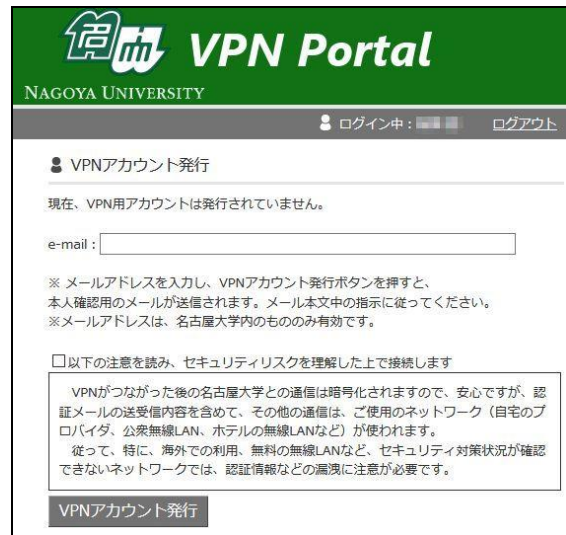 名大 VPN Portal
NAGOYA UNIVERSITY
ログイン中： ログアウト
VPNアカウント発行
現在、VPN用アカウントは発行されていません。
e-mail :
※ メールアドレスを入力し、VPNアカウント発行ボタンを押すと、
本人確認用のメールが送信されます。メール本文中の指示に従ってください。
※メールアドレスは、名古屋大学内のもののみ有効です。
以下の注意を読み、セキュリティリスクを理解した上で接続します
VPNがつながった後の名古屋大学との通信は暗号化されますので、安心ですが、認
証メールの送受信内容を含めて、その他の通信は、ご使用のネットワーク（自宅のプ
ロバイダ、公衆無線LAN、ホテルの無線LANなど）が使われます。
従って、特に、海外での利用、無料の無線LANなど、セキュリティ対策状況が確認
できないネットワークでは、認証情報などの漏洩に注意が必要です。
VPNアカウント発行